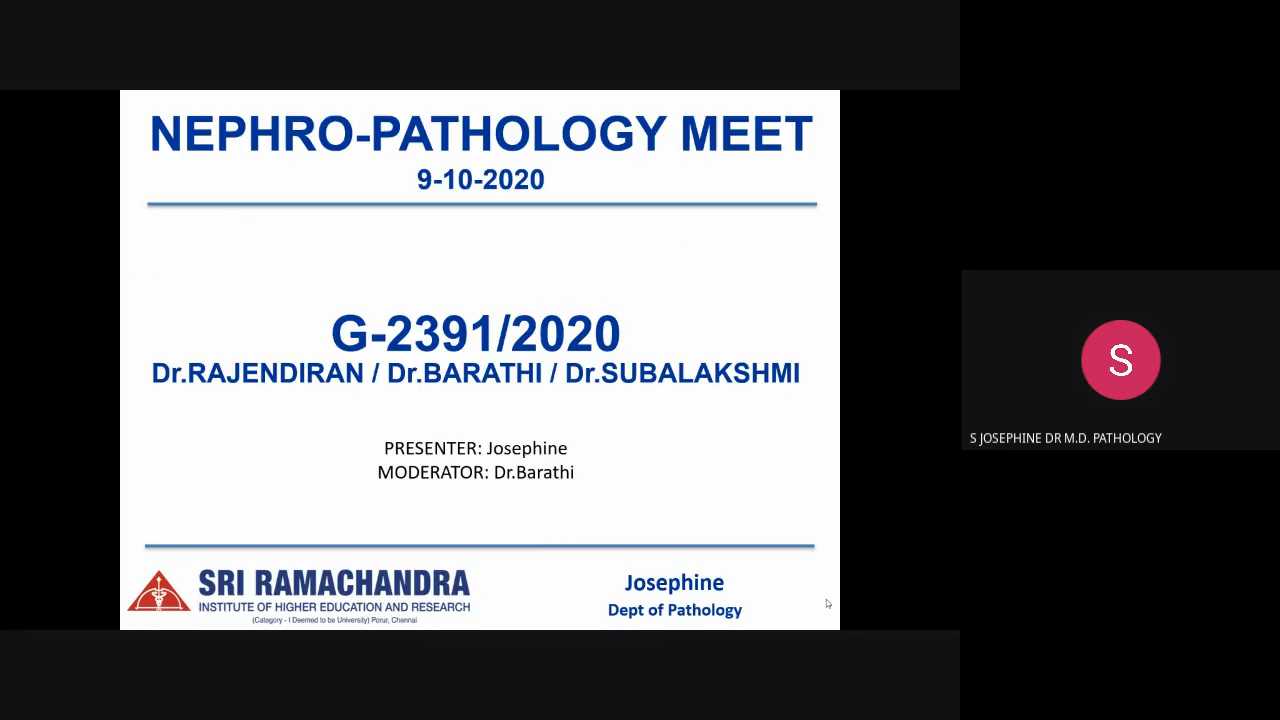 NEPHRO-PATHOLOGY MEET
9-10-2020
G-2391/2020
Dr.RAJENDIRAN / Dr.BARATHI / Dr.SUBALAKSHMI
PRESENTER: Josephine
MODERATOR: Dr.Barathi
SRI RAMACHANDRA
INSTITUTE OF HIGHER EDUCATION AND RESEARCH
(Category - I Deemed to be University) Porur, Chennai
Josephine
Dept of Pathology
S
S JOSEPHINE DR M.D. PATHOLOGY